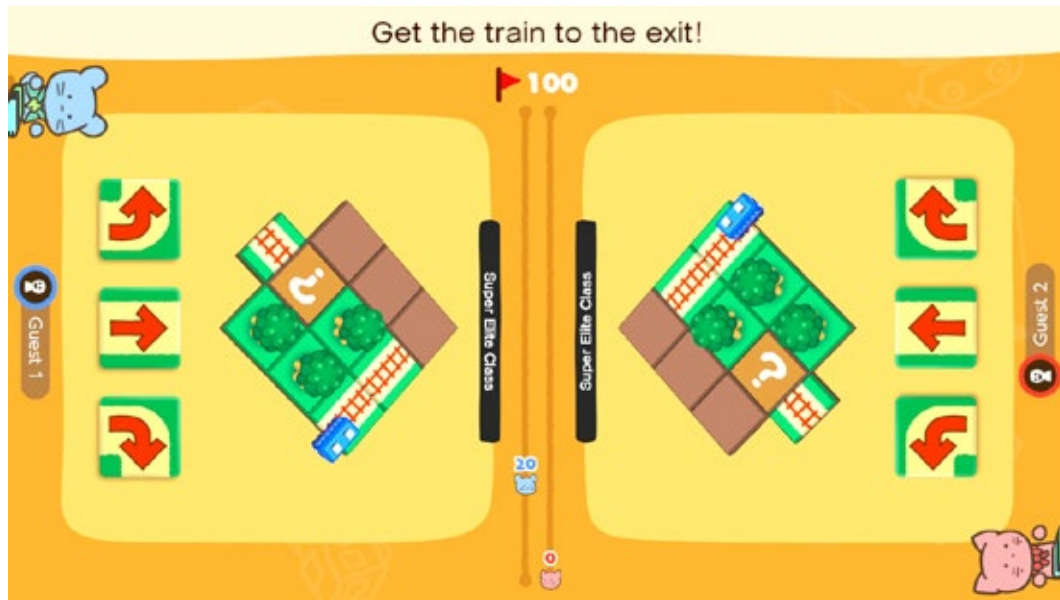 Get the train to the exit!
100
Guest 1
?
Super Elite Class
20
0
Super Elite Class
?
Guest 2